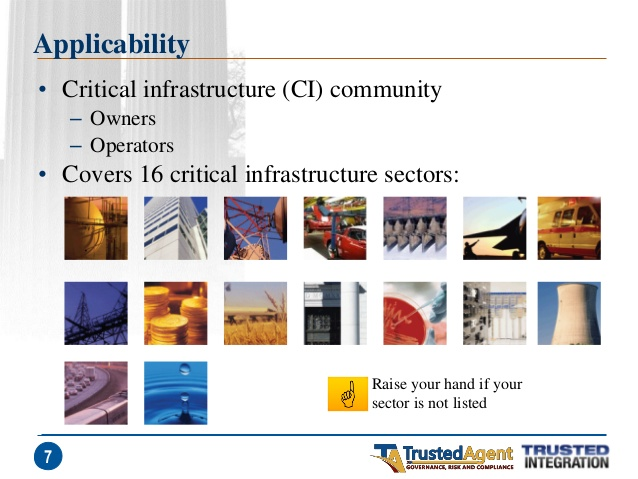 Applicability
• Critical infrastructure (CI) community
– Owners
– Operators
• Covers 16 critical infrastructure sectors:
Raise your hand if your
sector is not listed
7
TrustedAgent
GOVERNANCE, RISK AND COMPLIANCE
TRUSTED
INTEGRATION